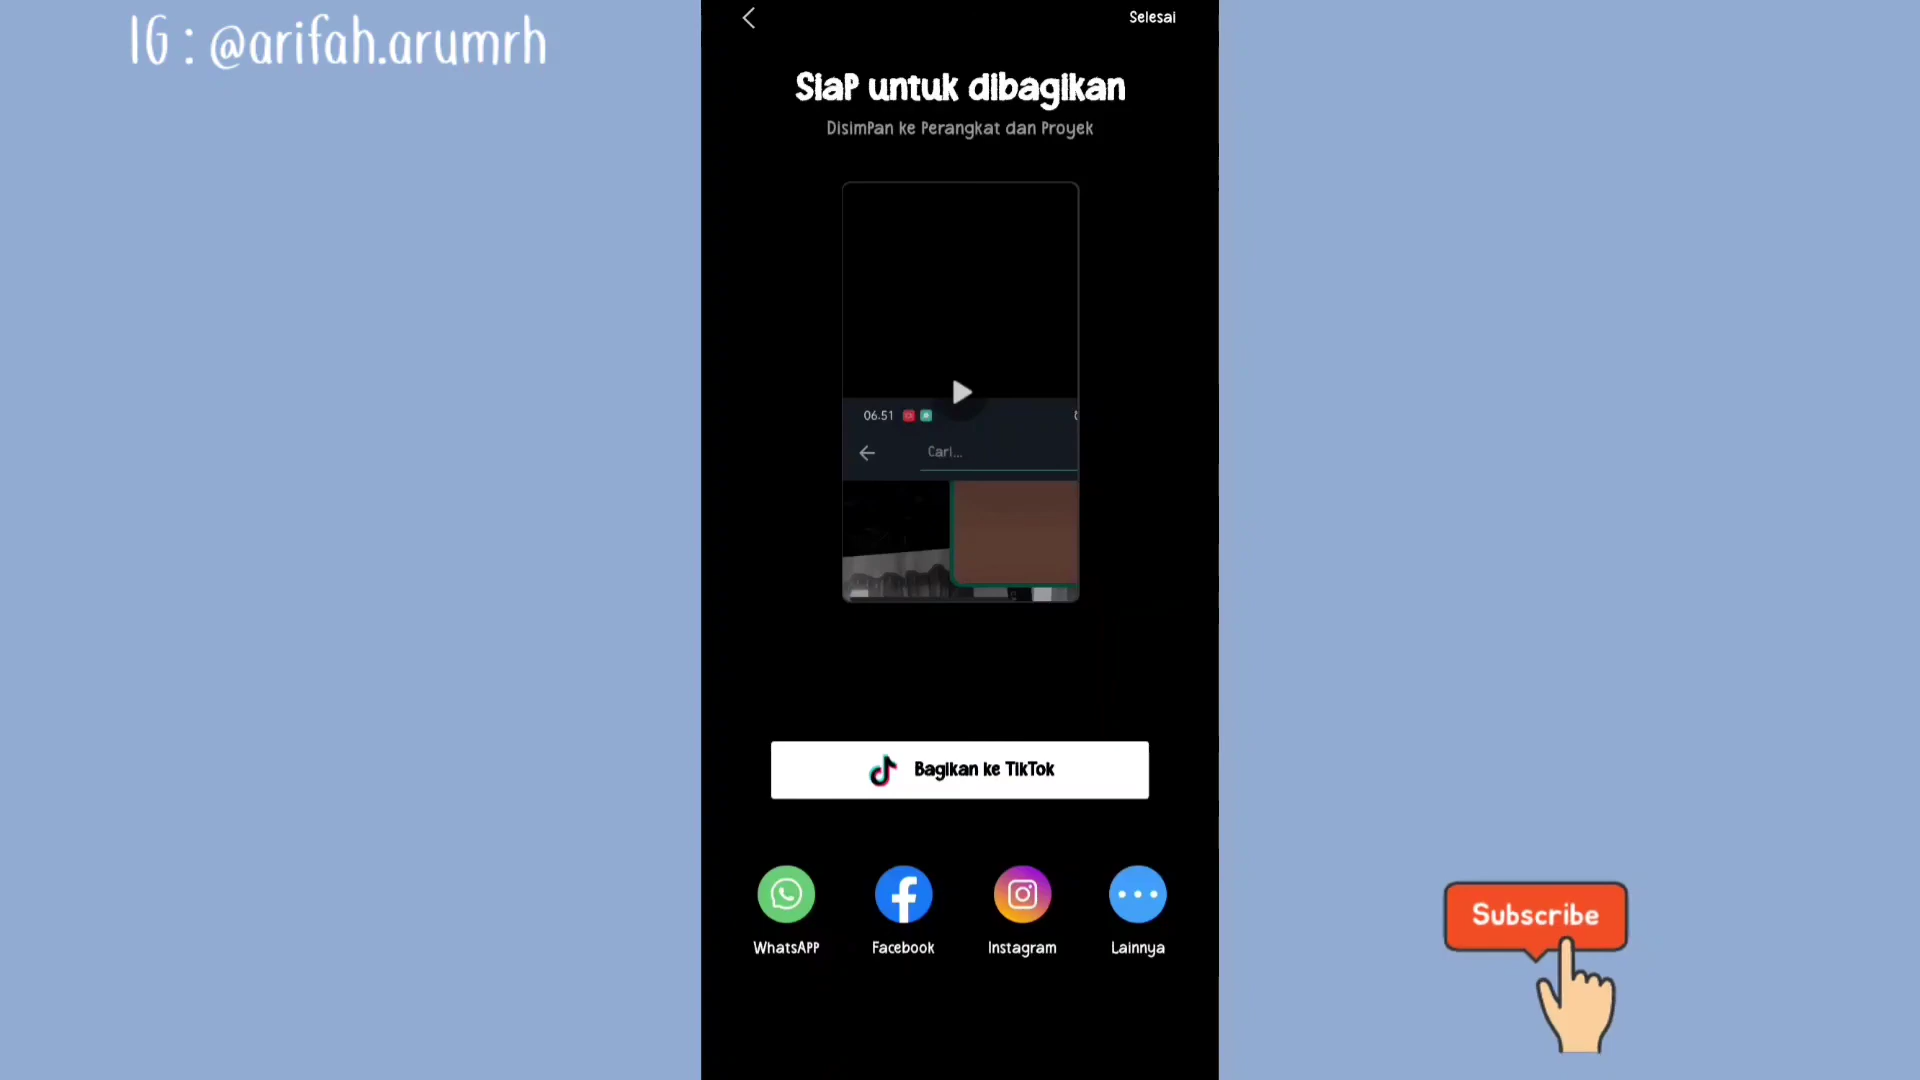 IG : @arifah.arumrh
Selesai
Siap untuk dibagikan
Disimpan ke Perangkat dan Proyek
06.51
Cari...
Bagikan ke TikTok
WhatsApp
Facebook
Instagram
Lainnya
Subscribe